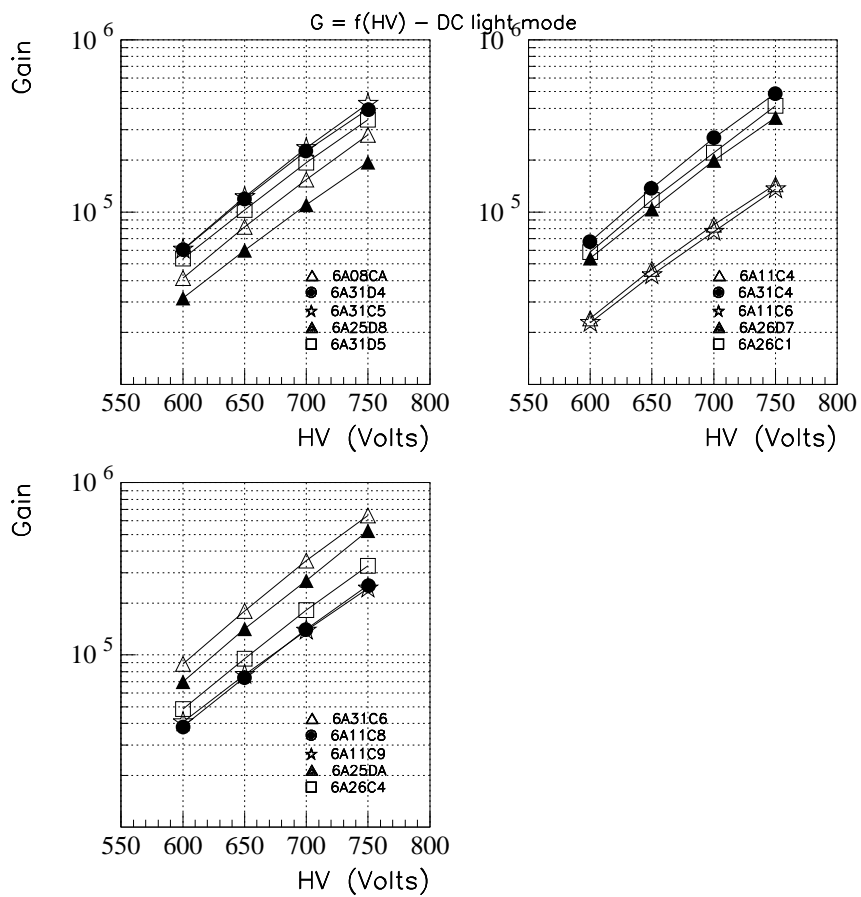 G = f(HV) – DC light mode
Gain
10^6
10^5
6A08CA
6A31D4
6A31C5
6A25D8
6A31D5
550 600 650 700 750 800
HV (Volts)
10^6
10^5
6A11C4
6A31C4
6A11C6
6A26D7
6A26C1
550 600 650 700 750 800
HV (Volts)
Gain
10^6
10^5
6A31C6
6A11C8
6A11C9
6A25DA
6A26C4
550 600 650 700 750 800
HV (Volts)